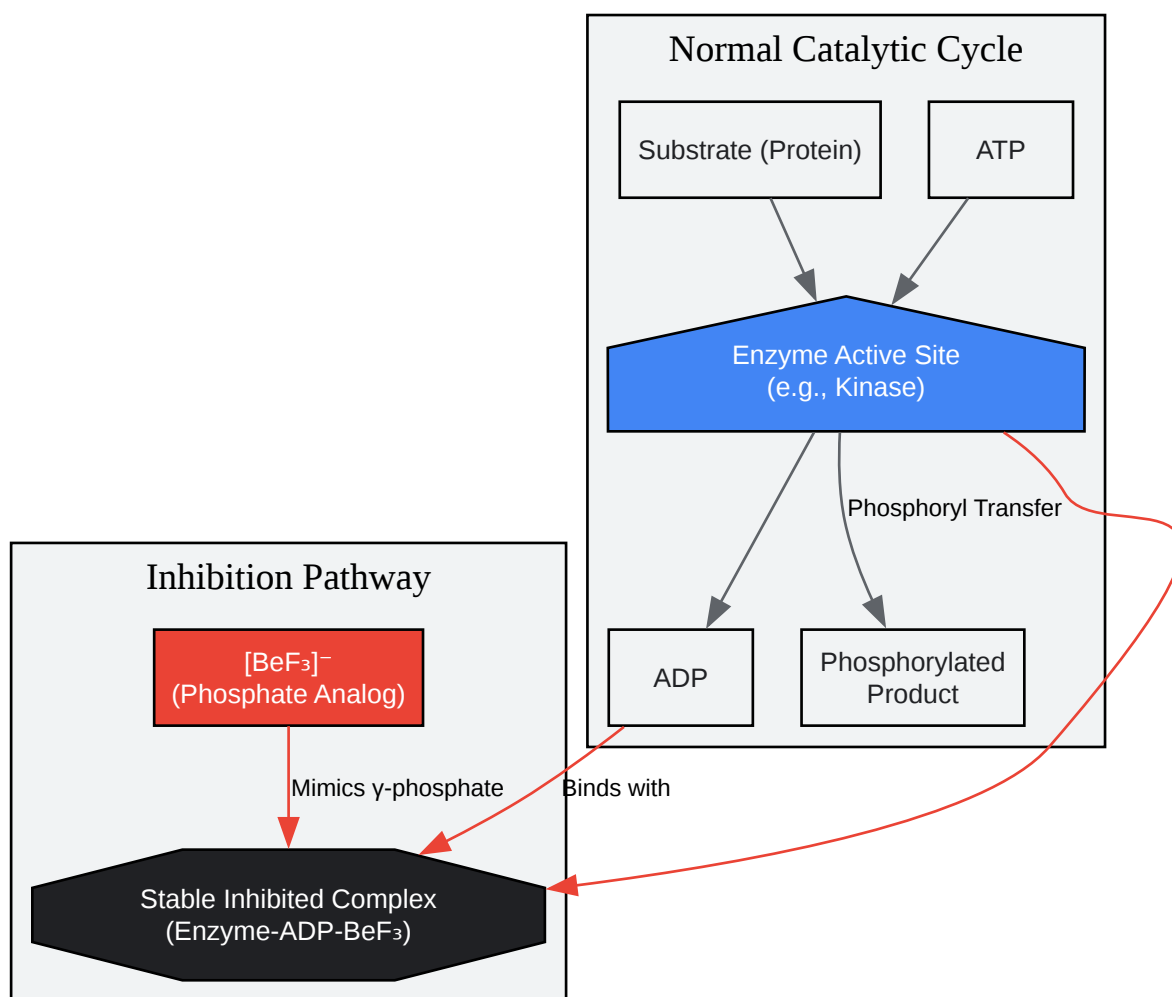 Normal Catalytic Cycle
Substrate (Protein)
ATP
Enzyme Active Site
(e.g., Kinase)
Phosphoryl Transfer
Inhibition Pathway
[BeF₃]⁻
(Phosphate Analog)
ADP
Phosphorylated
Product
Mimics γ-phosphate
Binds with
Stable Inhibited Complex
(Enzyme-ADP-BeF₃)